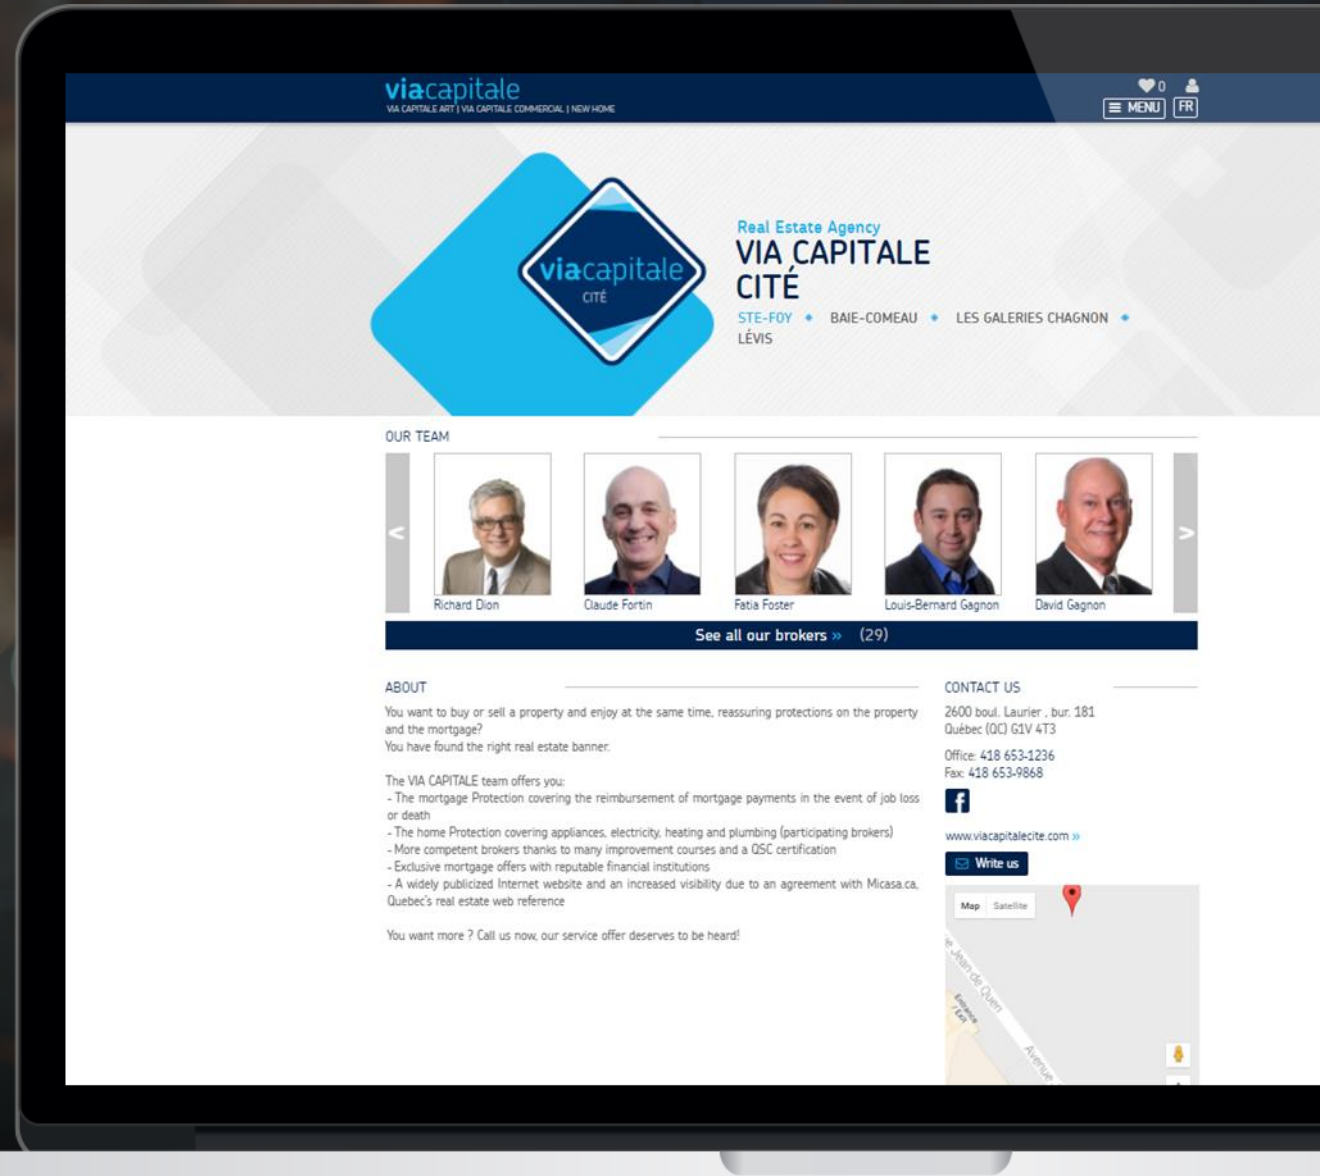 viacapitale
VIA CAPITALE ART | VIA CAPITALE COMMERCIAL | NEW HOME
0
MENU
FR
viacapitale
CITÉ
Real Estate Agency
VIA CAPITALE
CITÉ
STE-FOY
BAIE-COMEAU
LES GALERIES CHAGNON
LÉVIS
OUR TEAM
<
>
Richard Dion
Claude Fortin
Fatia Foster
Louis-Bernard Gagnon
David Gagnon
See all our brokers » (29)
ABOUT
You want to buy or sell a property and enjoy at the same time, reassuring protections on the property
and the mortgage?
You have found the right real estate banner.
The VIA CAPITALE team offers you:
- The mortgage Protection covering the reimbursement of mortgage payments in the event of job loss
or death
- The home Protection covering appliances, electricity, heating and plumbing (participating brokers)
- More competent brokers thanks to many improvement courses and a QSC certification
- Exclusive mortgage offers with reputable financial institutions
- A widely publicized Internet website and an increased visibility due to an agreement with Micasa.ca,
Quebec's real estate web reference
You want more ? Call us now, our service offer deserves to be heard!
CONTACT US
2600 boul. Laurier , bur. 181
Québec (QC) G1V 4T3
Office: 418 653-1236
Fax: 418 653-9868
f
www.viacapitalecite.com »
Write us
Map
Satellite
e Jean-de Quen
Entrance
/ Exit
Avenue